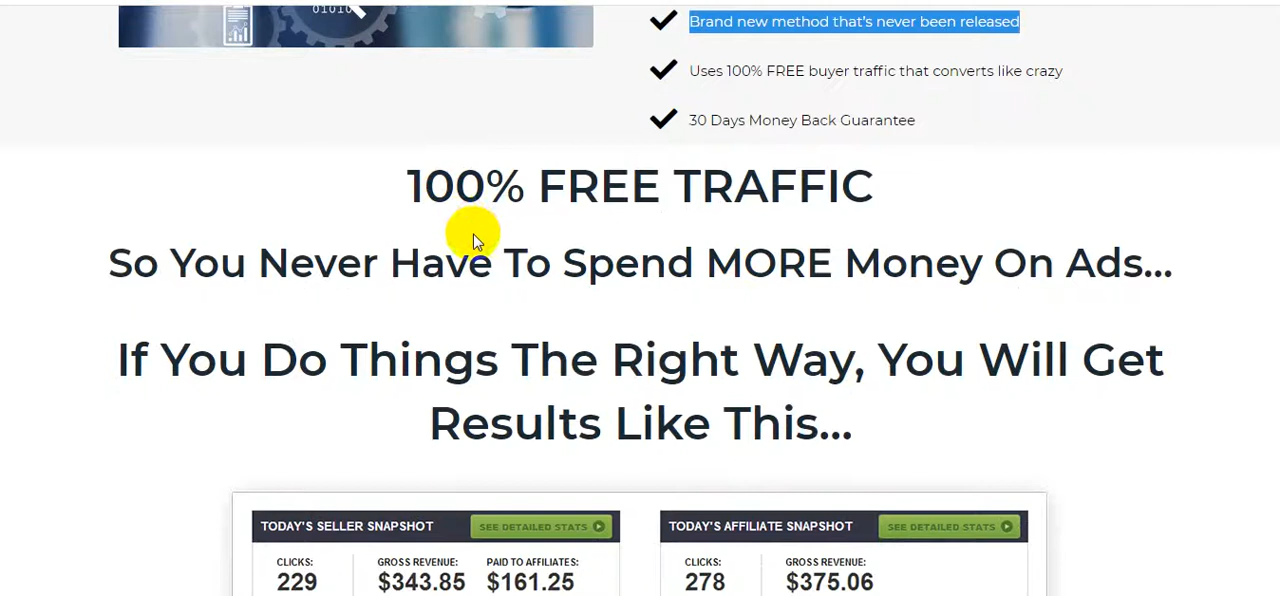 01010
Brand new method that's never been released
Uses 100% FREE buyer traffic that converts like crazy
30 Days Money Back Guarantee
100% FREE TRAFFIC
So You Never Have To Spend MORE Money On Ads...
If You Do Things The Right Way, You Will Get
Results Like This...
TODAY'S SELLER SNAPSHOT
SEE DETAILED STATS
CLICKS:
229
GROSS REVENUE:
$343.85
PAID TO AFFILIATES:
$161.25
TODAY'S AFFILIATE SNAPSHOT
SEE DETAILED STATS
CLICKS:
278
GROSS REVENUE:
$375.06